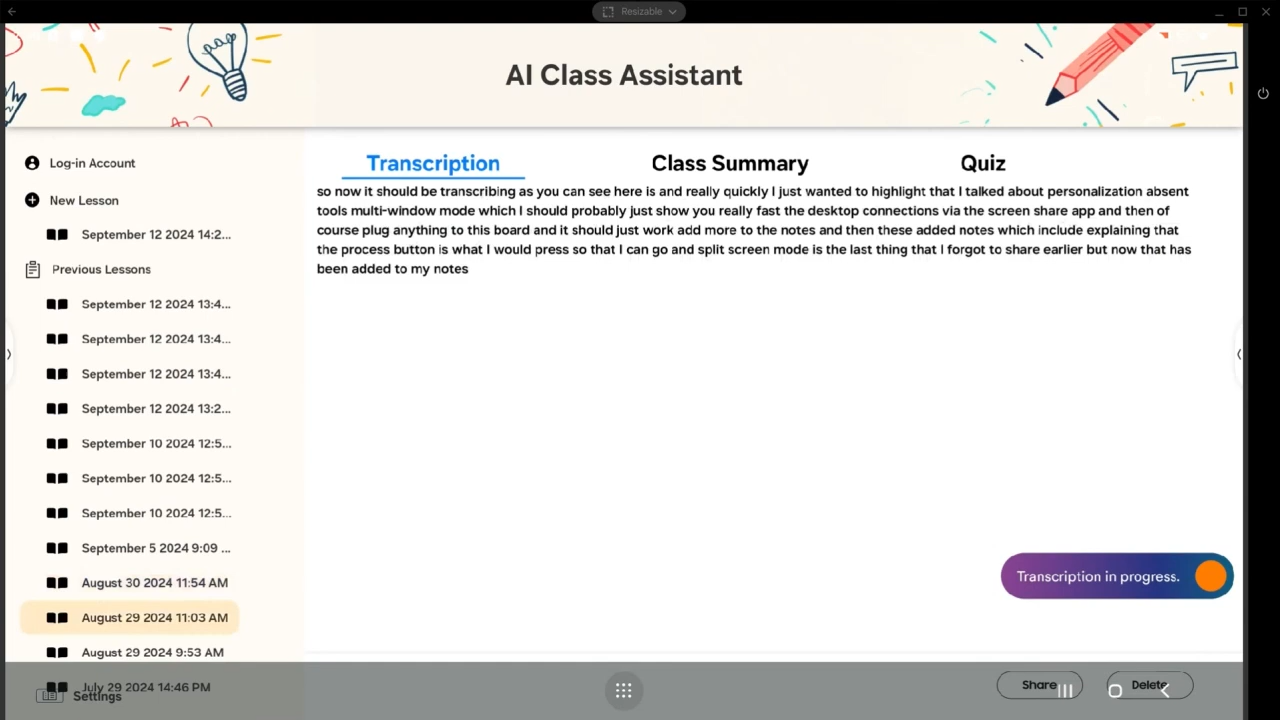 Resizable
AI Class Assistant
Log-in Account
New Lesson
September 12 2024 14:2...
Previous Lessons
September 12 2024 13:4...
September 12 2024 13:4...
September 12 2024 13:4...
September 12 2024 13:2...
September 10 2024 12:5...
September 10 2024 12:5...
September 10 2024 12:5...
September 5 2024 9:09 ...
August 30 2024 11:54 AM
August 29 2024 11:03 AM
August 29 2024 9:53 AM
July 29 2024 14:46 PM
Settings
Transcription Class Summary Quiz
so now it should be transcribing as you can see here is and really quickly I just wanted to highlight that I talked about personalization absent
tools multi-window mode which I should probably just show you really fast the desktop connections via the screen share app and then of
course plug anything to this board and it should just work add more to the notes and then these added notes which include explaining that
the process button is what I would press so that I can go and split screen mode is the last thing that I forgot to share earlier but now that has
been added to my notes
Transcription in progress.
Share Delete